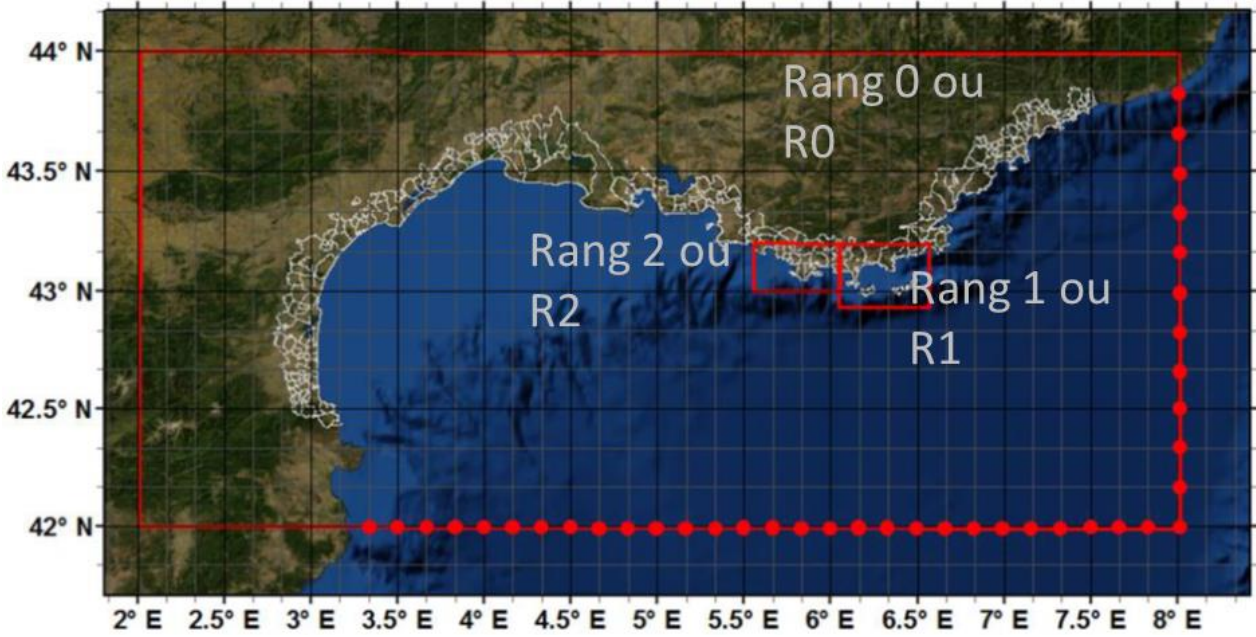 44° N
43.5° N
43° N
42.5° N
42° N
Rang 0 ou
R0
Rang 2 ou
R2
Rang 1 ou
R1
2° E 2.5° E 3° E 3.5° E 4° E 4.5° E 5° E 5.5° E 6° E 6.5° E 7° E 7.5° E 8° E